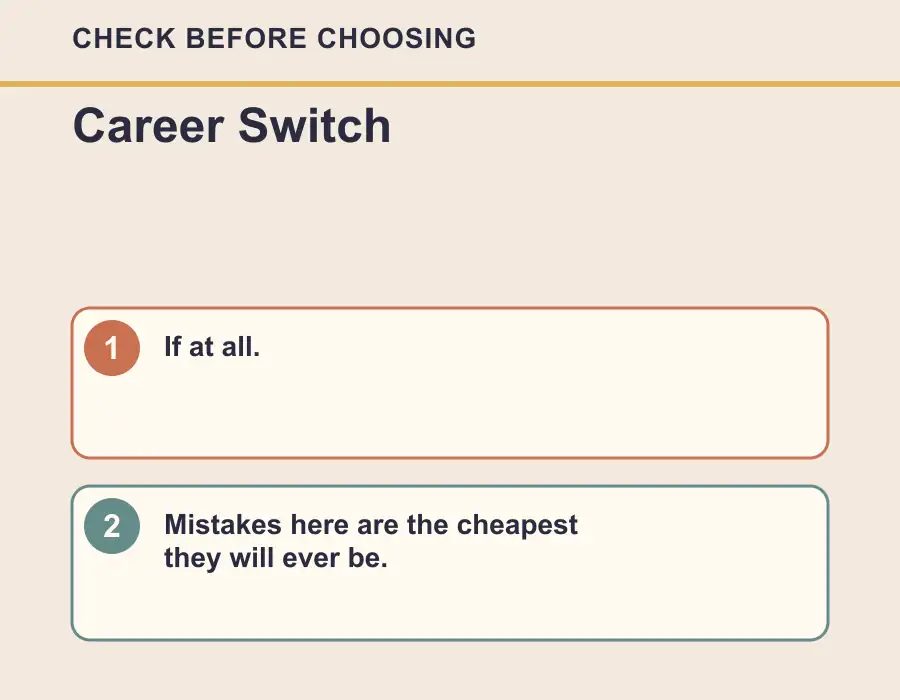 CHECK BEFORE CHOOSING
Career Switch
1
If at all.
2
Mistakes here are the cheapest
they will ever be.